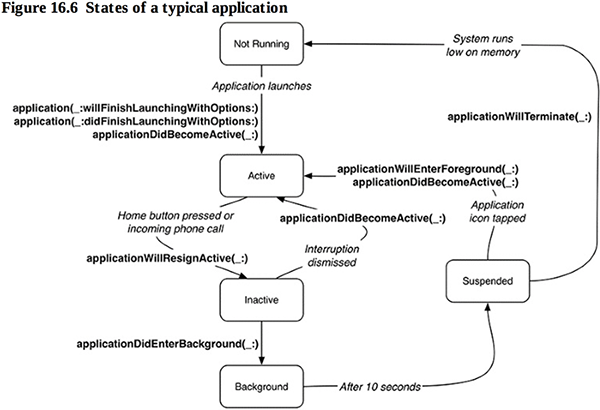 Figure 16.6 States of a typical application
Not Running
System runs
low on memory
Application launches
application(_:willFinishLaunchingWithOptions:)
application(_:didFinishLaunchingWithOptions:)
applicationDidBecomeActive(_:)
applicationWillTerminate(_:)
Active
applicationWillEnterForeground(_:)
applicationDidBecomeActive(_:)
Home button pressed or
incoming phone call
applicationDidBecomeActive(_:)
Application
icon tapped
applicationWillResignActive(_:)
Interruption
dismissed
Suspended
Inactive
applicationDidEnterBackground(_:)
Background
After 10 seconds